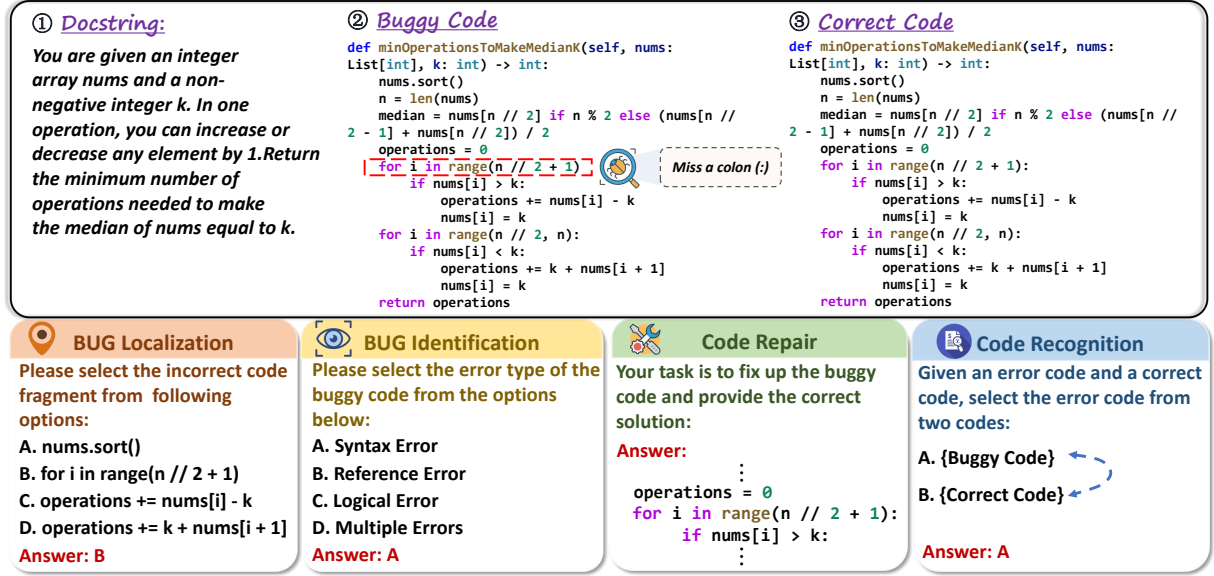 ① Docstring:
You are given an integer
array nums and a non-
negative integer k. In one
operation, you can increase or
decrease any element by 1.Return
the minimum number of
operations needed to make
the median of nums equal to k.
② Buggy Code
def minOperationsToMakeMedianK(self, nums:
List[int], k: int) -> int:
nums.sort()
n = len(nums)
median = nums[n // 2] if n % 2 else (nums[n //
2 - 1] + nums[n // 2]) / 2
operations = 0
for i in range(n // 2 + 1)
Miss a colon (:)
if nums[i] > k:
operations += nums[i] - k
nums[i] = k
for i in range(n // 2, n):
if nums[i] < k:
operations += k + nums[i + 1]
nums[i] = k
return operations
③ Correct Code
def minOperationsToMakeMedianK(self, nums:
List[int], k: int) -> int:
nums.sort()
n = len(nums)
median = nums[n // 2] if n % 2 else (nums[n //
2 - 1] + nums[n // 2]) / 2
operations = 0
for i in range(n // 2 + 1):
if nums[i] > k:
operations += nums[i] - k
nums[i] = k
for i in range(n // 2, n):
if nums[i] < k:
operations += k + nums[i + 1]
nums[i] = k
return operations
BUG Localization
Please select the incorrect code
fragment from following
options:
A. nums.sort()
B. for i in range(n // 2 + 1)
C. operations += nums[i] - k
D. operations += k + nums[i + 1]
Answer: B
BUG Identification
Please select the error type of the
buggy code from the options
below:
A. Syntax Error
B. Reference Error
C. Logical Error
D. Multiple Errors
Answer: A
Code Repair
Your task is to fix up the buggy
code and provide the correct
solution:
Answer:
⋮
operations = 0
for i in range(n // 2 + 1):
if nums[i] > k:
⋮
Code Recognition
Given an error code and a correct
code, select the error code from
two codes:
A. {Buggy Code}
B. {Correct Code}
Answer: A